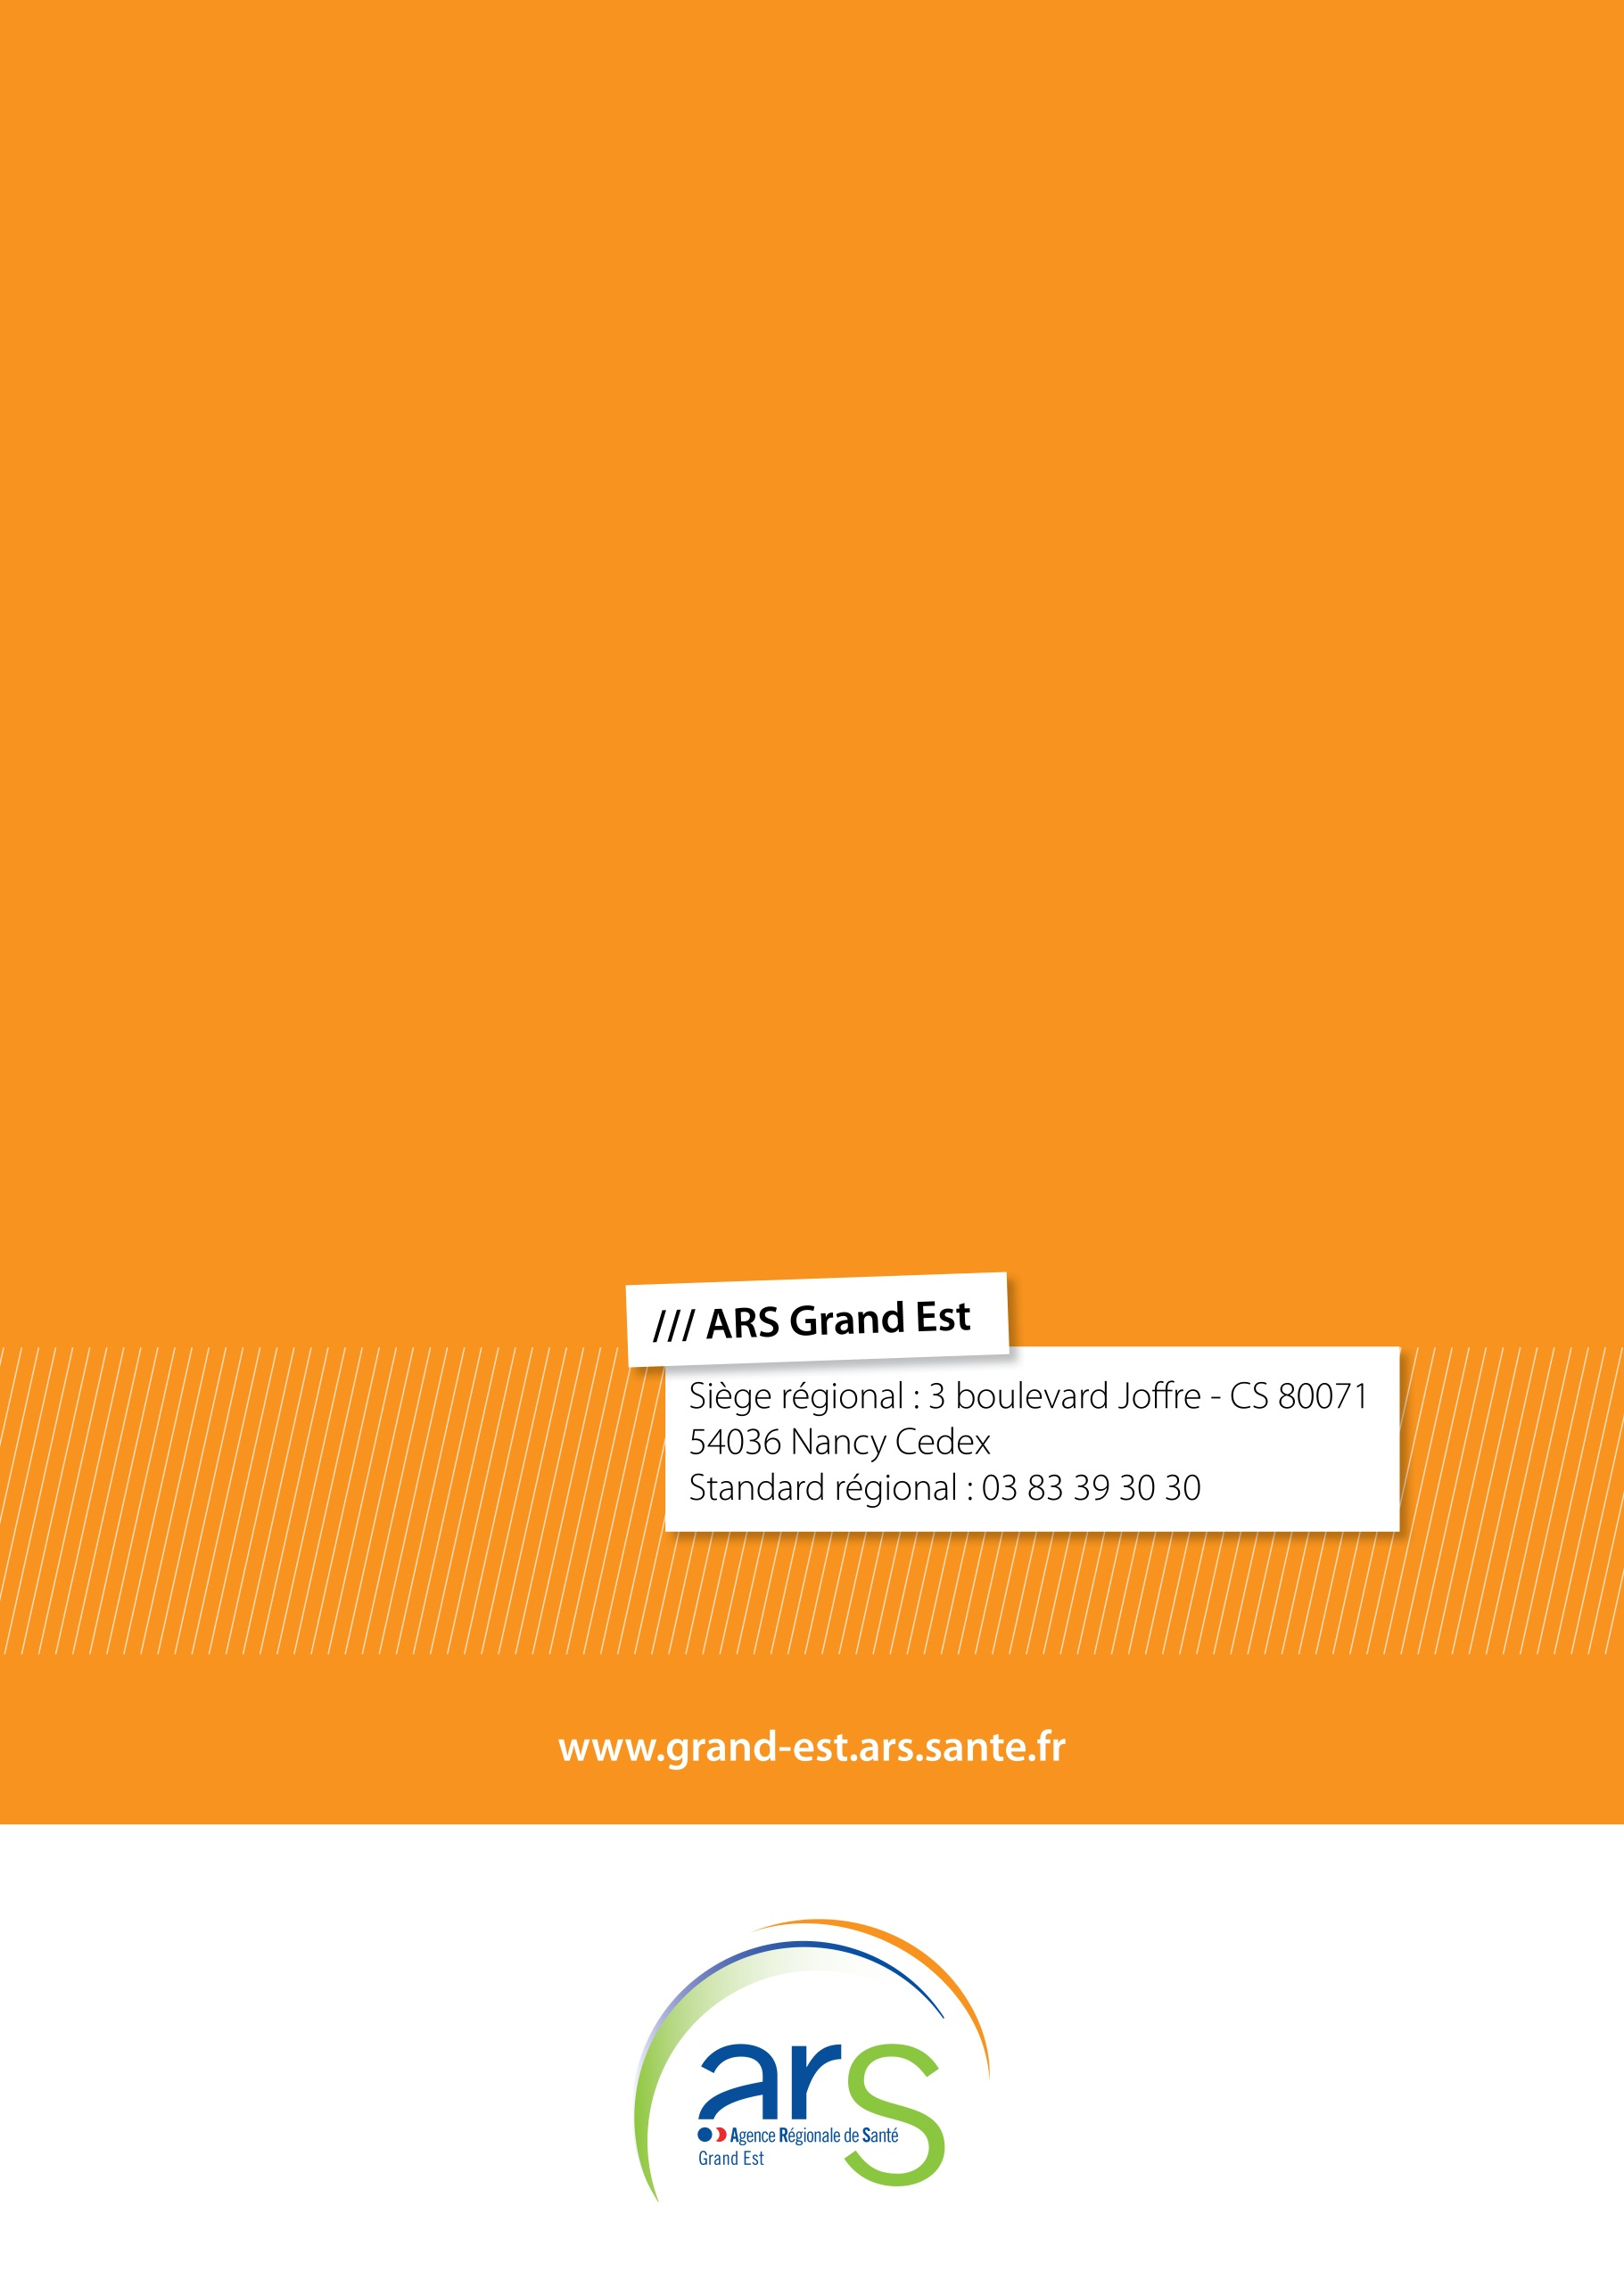 /// ARS Grand Est
Siège régional : 3 boulevard Joffre - CS 80071
54036 Nancy Cedex
Standard régional : 03 83 39 30 30
www.grand-est.ars.sante.fr
ars
Agence Régionale de Santé
Grand Est